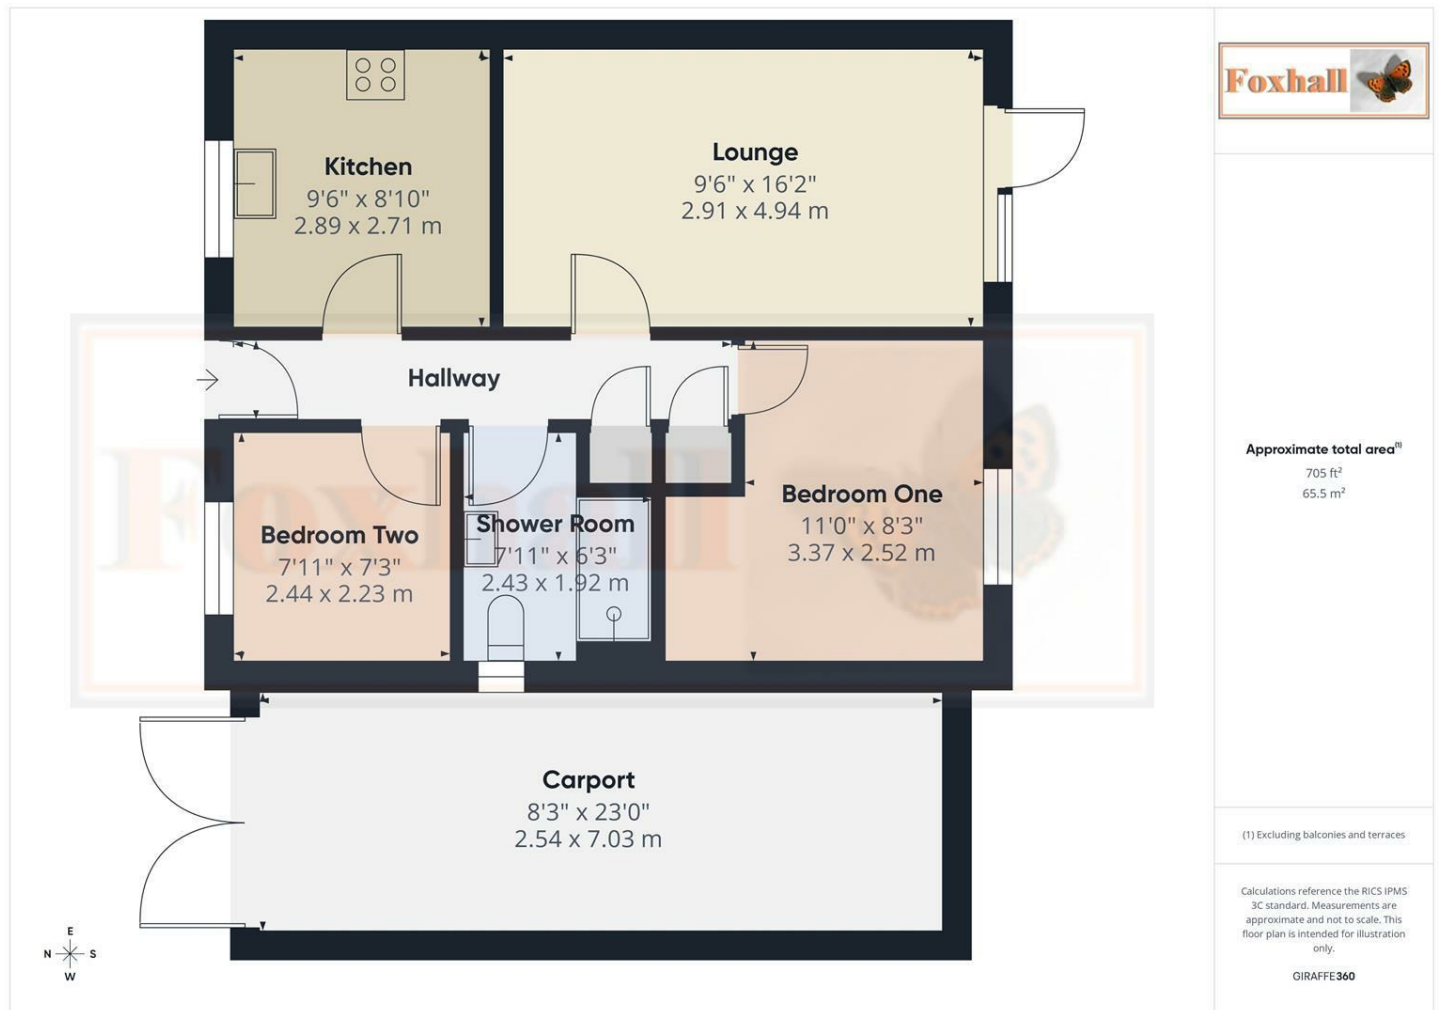 Kitchen
9'6" x 8'10"
2.89 x 2.71 m
Lounge
9'6" x 16'2"
2.91 x 4.94 m
Hallway
Bedroom Two
7'11" x 7'3"
2.44 x 2.23 m
Shower Room
7'11" x 6'3"
2.43 x 1.92 m
Bedroom One
11'0" x 8'3"
3.37 x 2.52 m
Carport
8'3" x 23'0"
2.54 x 7.03 m
E
N S
W
Foxhall
Foxhall
Approximate total area(1)
705 ft²
65.5 m²
(1) Excluding balconies and terraces
Calculations reference the RICS IPMS
3C standard. Measurements are
approximate and not to scale. This
floor plan is intended for illustration
only.
GIRAFFE360